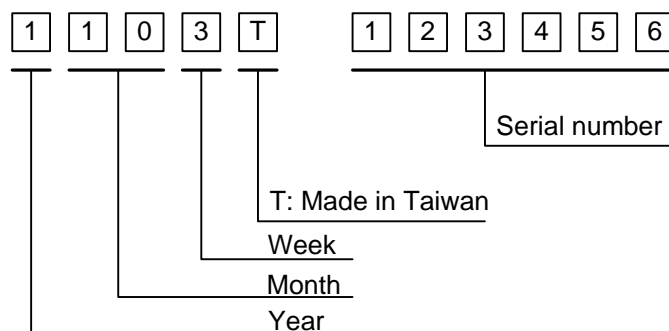 1 1 0 3 T 1 2 3 4 5 6
Serial number
T: Made in Taiwan
Week
Month
Year